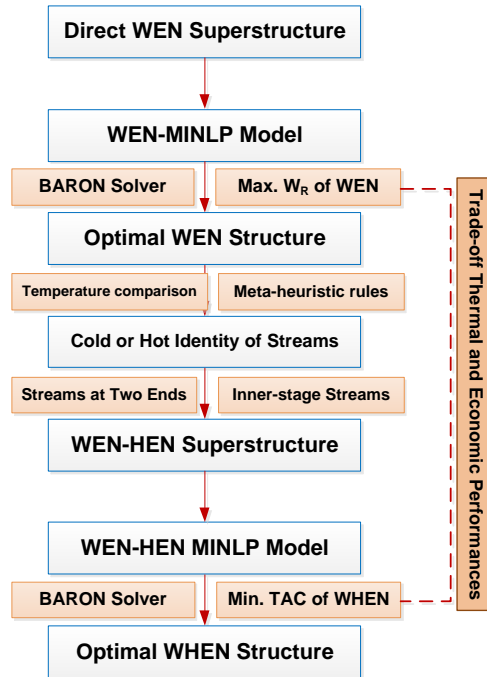 Direct WEN Superstructure
WEN-MINLP Model
BARON Solver
Max. WR of WEN
Optimal WEN Structure
Temperature comparison
Meta-heuristic rules
Cold or Hot Identity of Streams
Streams at Two Ends
Inner-stage Streams
WEN-HEN Superstructure
WEN-HEN MINLP Model
BARON Solver
Min. TAC of WHEN
Optimal WHEN Structure
Trade-off Thermal and Economic Performances